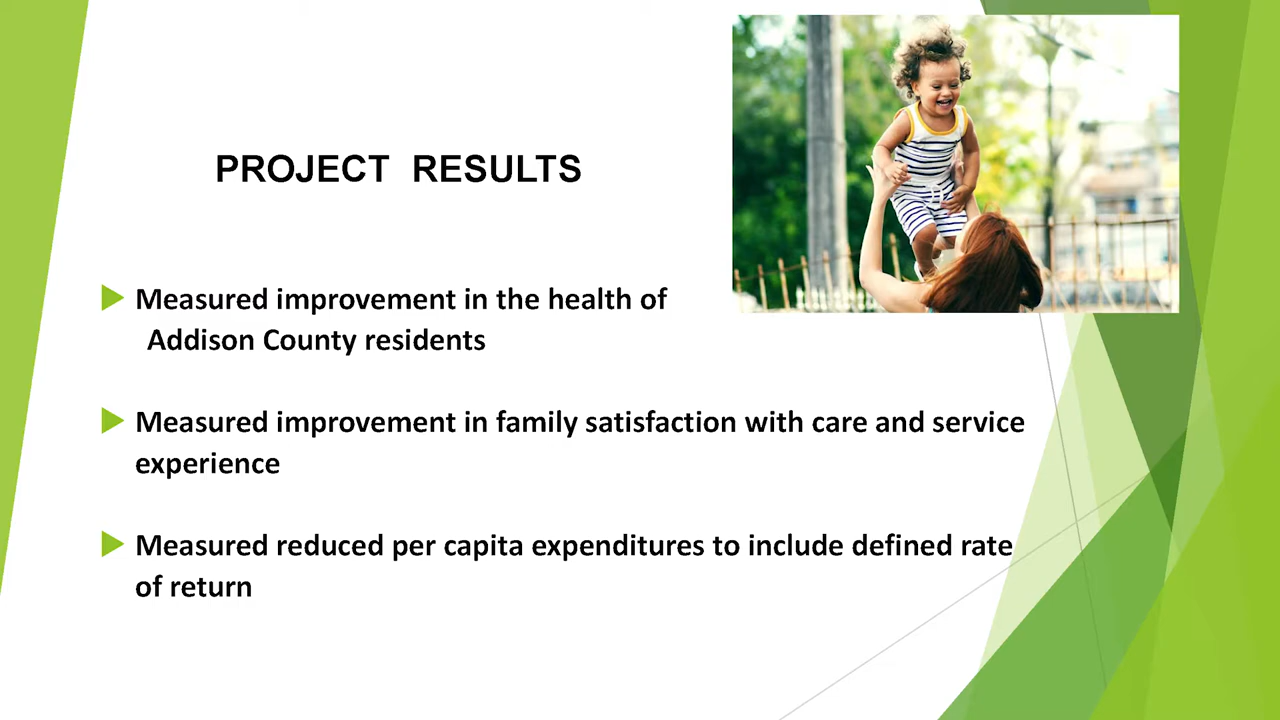 PROJECT RESULTS
Measured improvement in the health of
Addison County residents
Measured improvement in family satisfaction with care and service
experience
Measured reduced per capita expenditures to include defined rate
of return